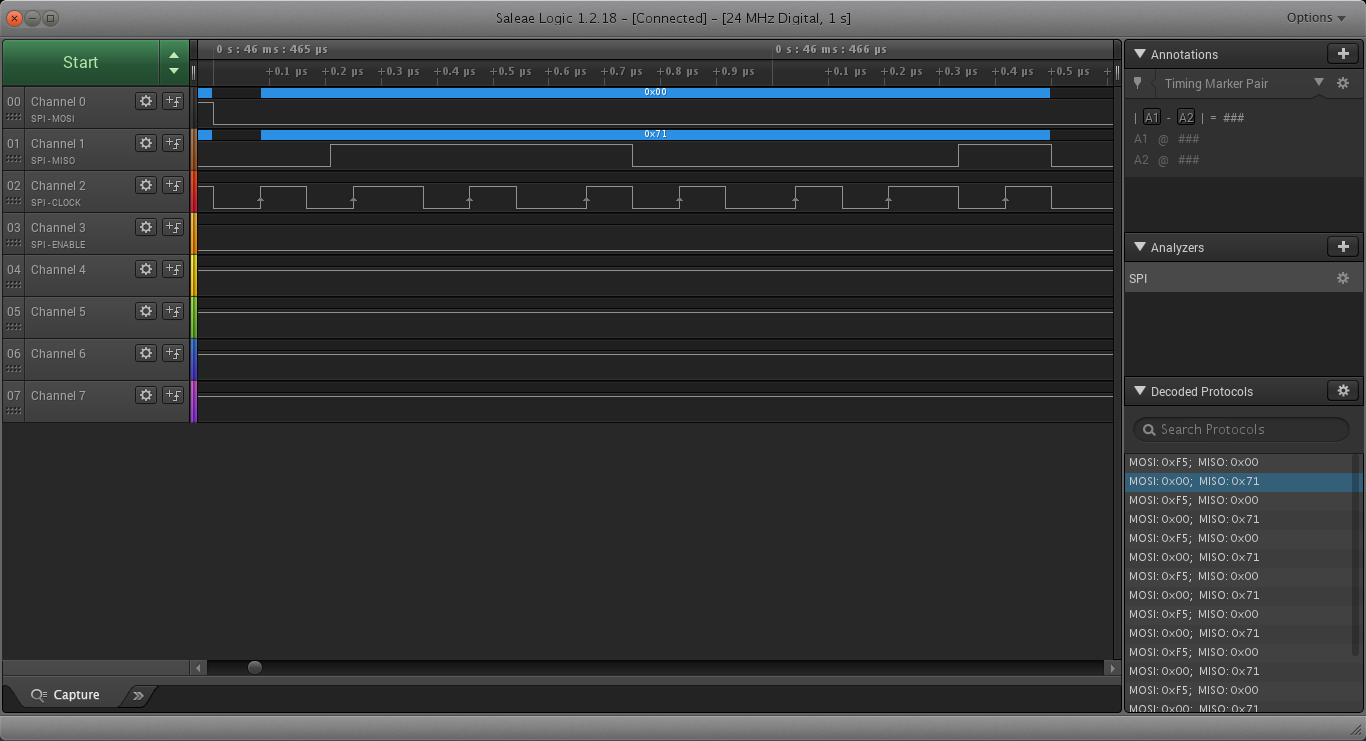 Saleae Logic 1.2.18 - [Connected] - [24 MHz Digital, 1 s]
Options
Start
0 s : 46 ms : 465 µs
0 s : 46 ms : 466 µs
+0.1 µs +0.2 µs +0.3 µs +0.4 µs +0.5 µs +0.6 µs +0.7 µs +0.8 µs +0.9 µs +0.1 µs +0.2 µs +0.3 µs +0.4 µs +0.5 µs +
00 Channel 0
SPI - MOSI
0x00
01 Channel 1
SPI - MISO
0x71
02 Channel 2
SPI - CLOCK
03 Channel 3
SPI - ENABLE
04 Channel 4
05 Channel 5
06 Channel 6
07 Channel 7
Capture
Annotations
Timing Marker Pair
| A1 - A2 | = ###
A1 @ ###
A2 @ ###
Analyzers
SPI
Decoded Protocols
Search Protocols
MOSI: 0xF5; MISO: 0x00
MOSI: 0x00; MISO: 0x71
MOSI: 0xF5; MISO: 0x00
MOSI: 0x00; MISO: 0x71
MOSI: 0xF5; MISO: 0x00
MOSI: 0x00; MISO: 0x71
MOSI: 0xF5; MISO: 0x00
MOSI: 0x00; MISO: 0x71
MOSI: 0xF5; MISO: 0x00
MOSI: 0x00; MISO: 0x71
MOSI: 0xF5; MISO: 0x00
MOSI: 0x00; MISO: 0x71
MOSI: 0xF5; MISO: 0x00
MOSI: 0x00; MISO: 0x71